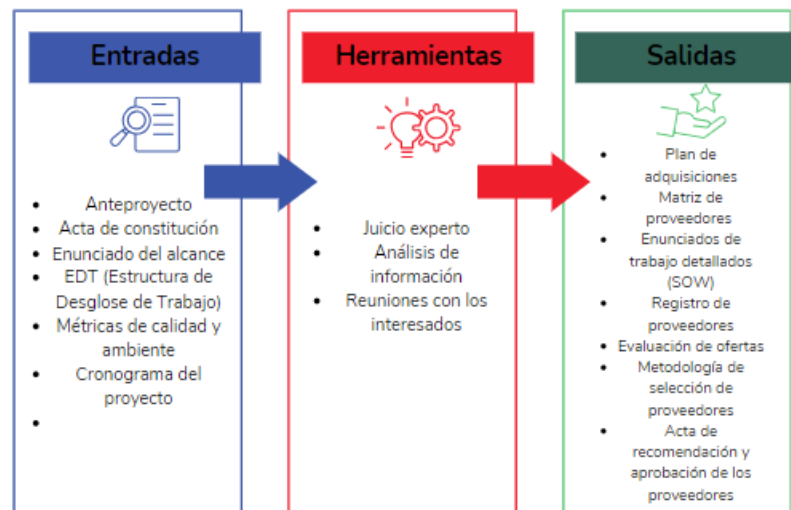 Entradas
• Anteproyecto
• Acta de constitución
• Enunciado del alcance
• EDT (Estructura de
Desglose de Trabajo)
• Métricas de calidad y
ambiente
• Cronograma del
proyecto
•
Herramientas
• Juicio experto
• Análisis de
información
• Reuniones con los
interesados
Salidas
• Plan de
adquisiciones
• Matriz de
proveedores
• Enunciados de
trabajo detallados
(SOW)
• Registro de
proveedores
• Evaluación de ofertas
• Metodología de
selección de
proveedores
• Acta de
recomendación y
aprobación de los
proveedores